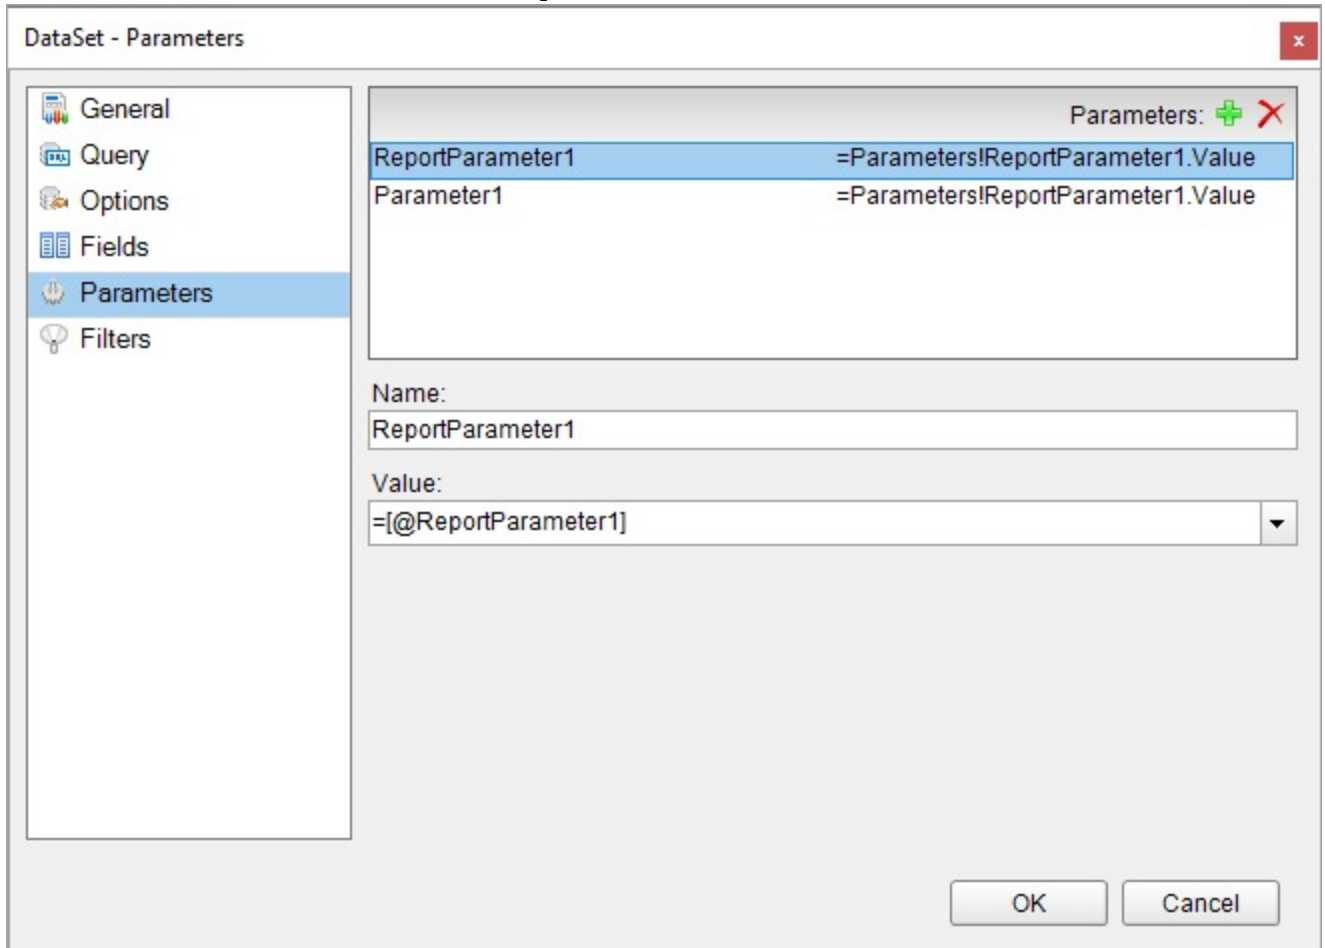 DataSet - Parameters
x
General
Query
Options
Fields
Parameters
Filters
Parameters:
ReportParameter1 =Parameters!ReportParameter1.Value
Parameter1 =Parameters!ReportParameter1.Value
Name:
ReportParameter1
Value:
=[@ReportParameter1]
OK Cancel